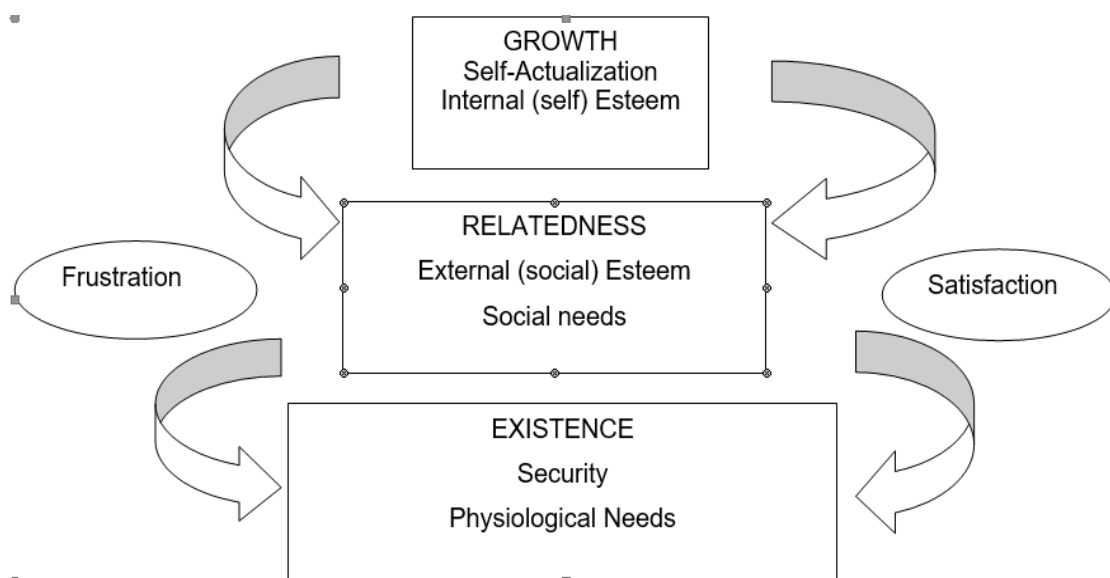 GROWTH
Self-Actualization
Internal (self) Esteem
RELATEDNESS
External (social) Esteem
Social needs
Frustration
Satisfaction
EXISTENCE
Security
Physiological Needs